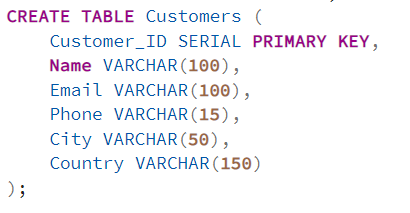 CREATE TABLE Customers (
Customer_ID SERIAL PRIMARY KEY,
Name VARCHAR(100),
Email VARCHAR(100),
Phone VARCHAR(15),
City VARCHAR(50),
Country VARCHAR(150)
);